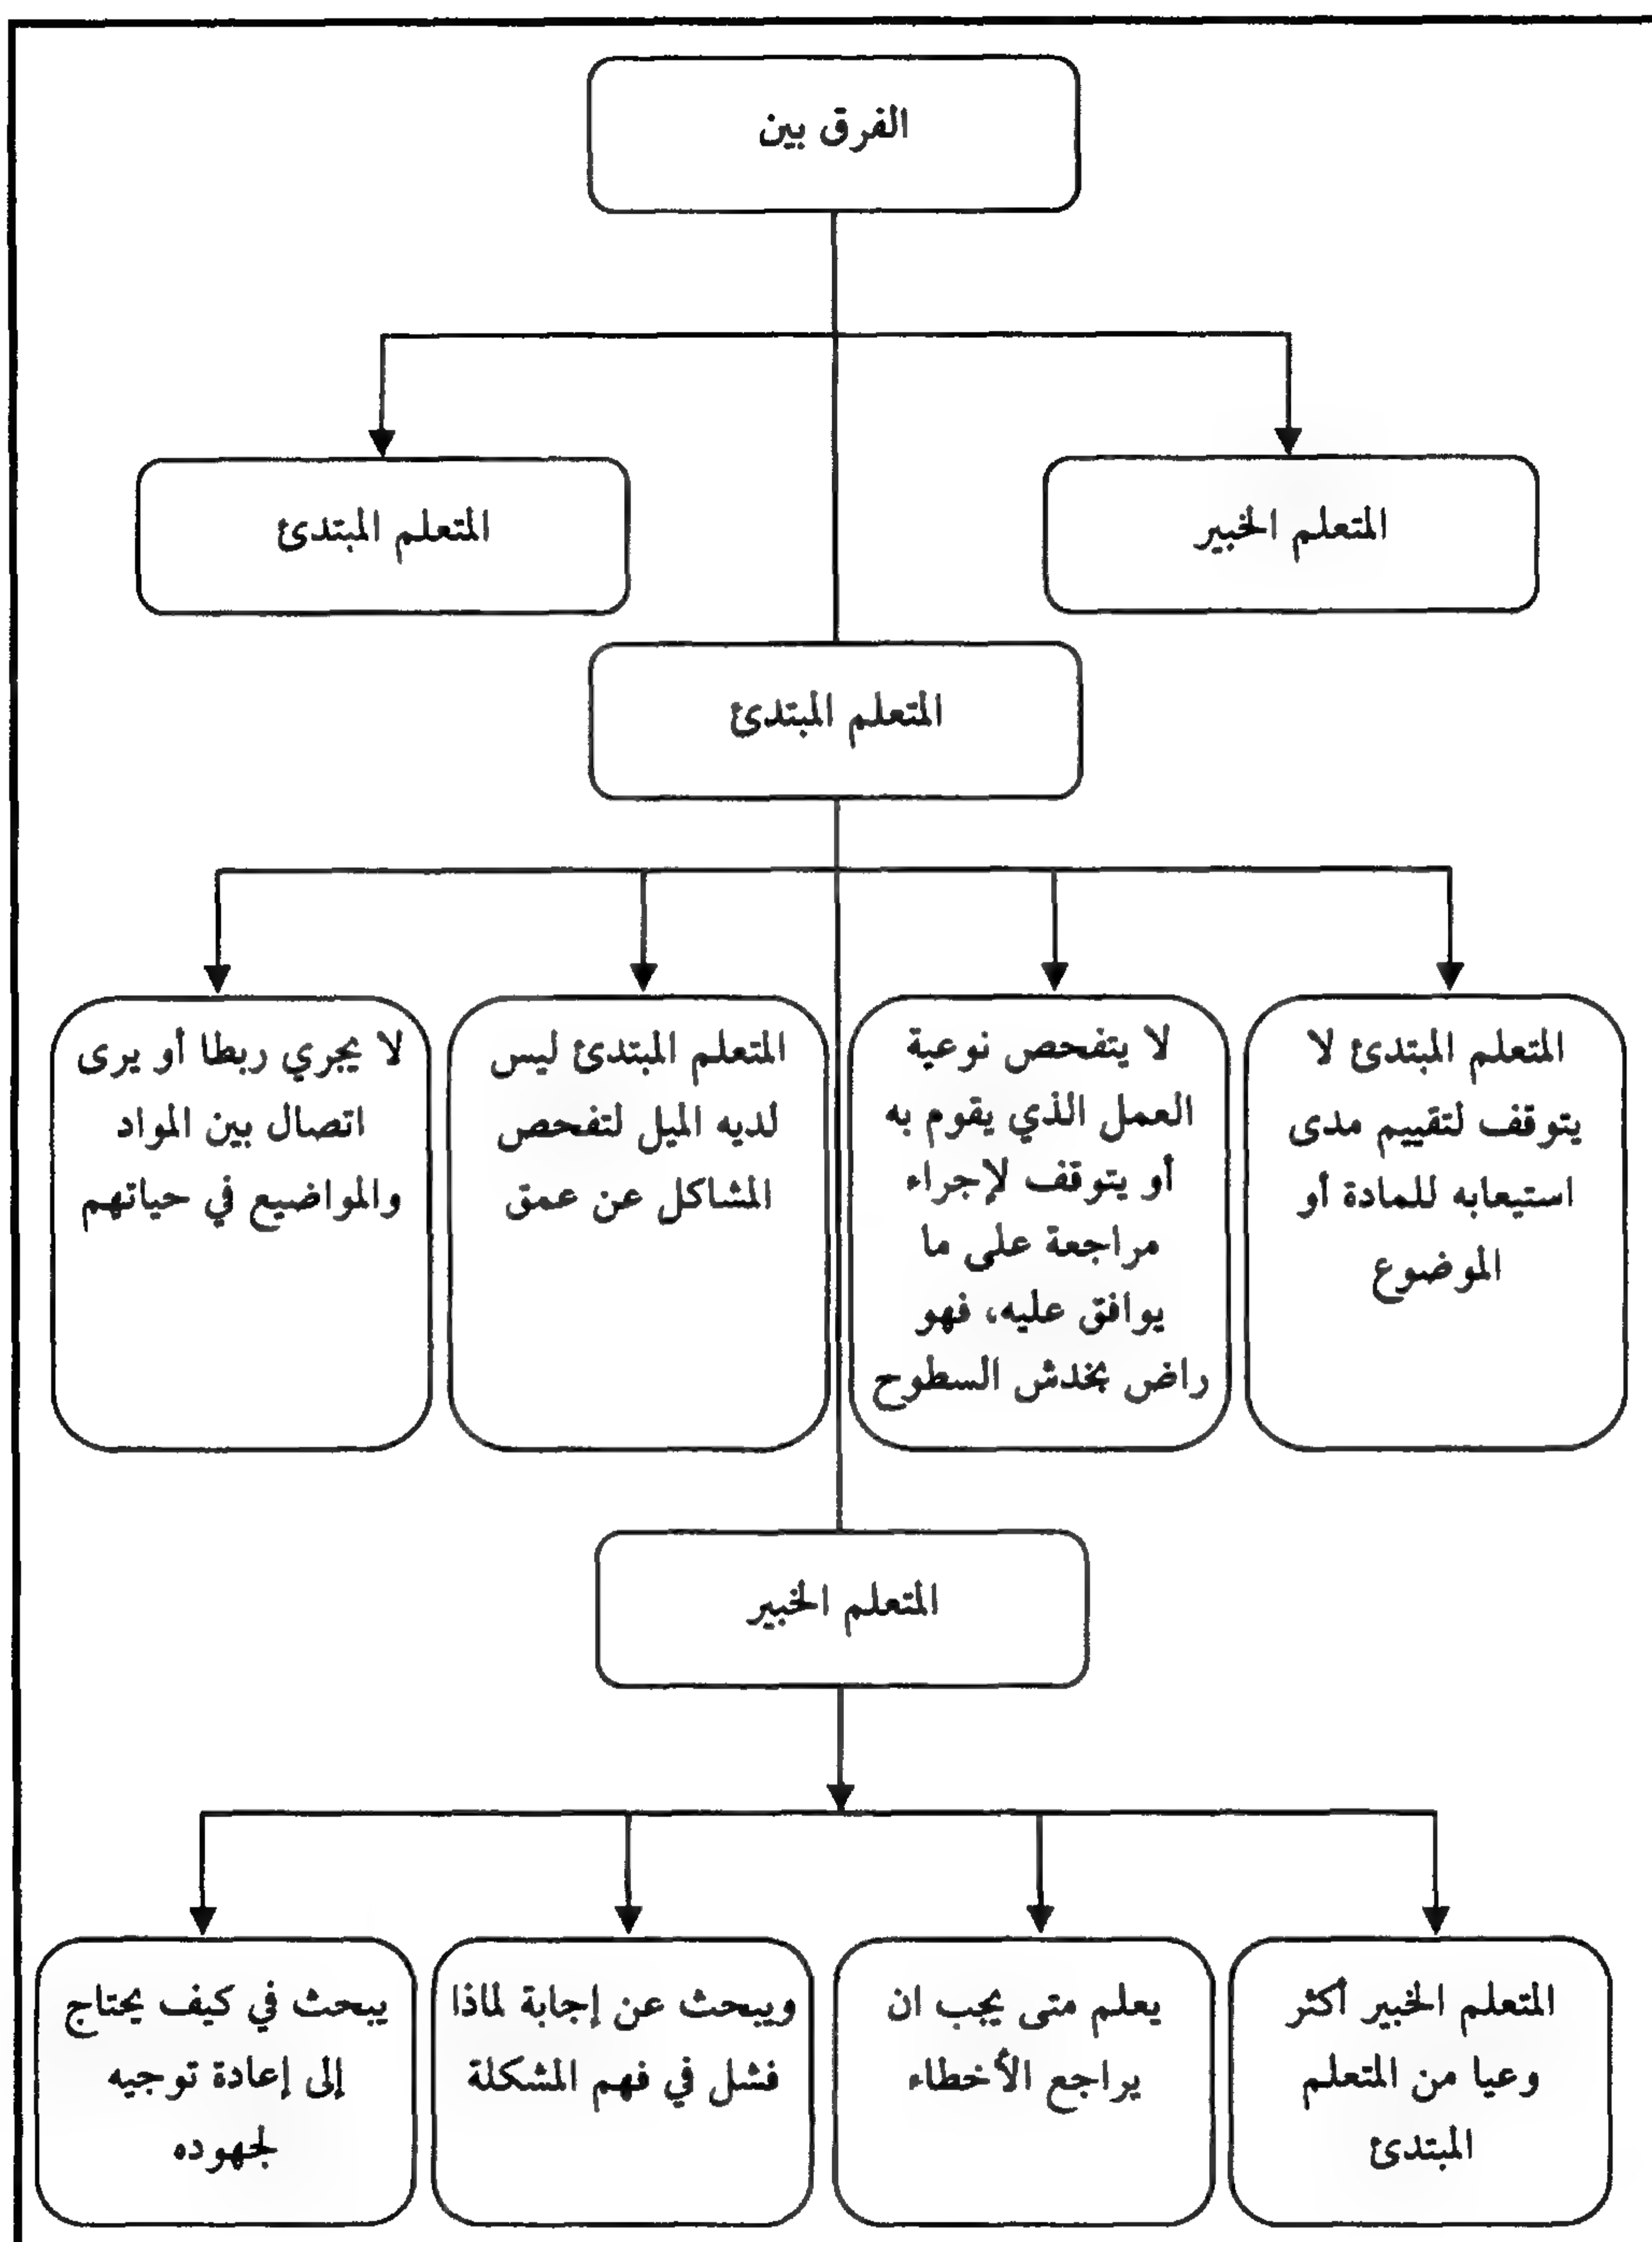 الفرق بين
المتعلم الخبير
المتعلم المبتدئ
المتعلم المبتدئ
المتعلم المبتدئ لا
يتوقف لتقييم مدى
استيعابه للمادة أو
الموضوع
لا يتفحص نوعية
العمل الذي يقوم به
أو يتوقف لإجراء
مراجعة على ما
يوافق عليه، فهو
راض بخدش السطوح
المتعلم المبتدئ ليس
لديه الميل لتفحص
المشاكل عن عمق
لا يجري ربطا أو يرى
اتصال بين المواد
والمواضيع في حياتهم
المتعلم الخبير
المتعلم الخبير أكثر
وعيا من المتعلم
المبتدئ
يعلم متى يجب ان
يراجع الأخطاء
ويبحث عن إجابة لماذا
فشل في فهم المشكلة
يبحث في كيف يحتاج
إلى إعادة توجيه
لجهوده